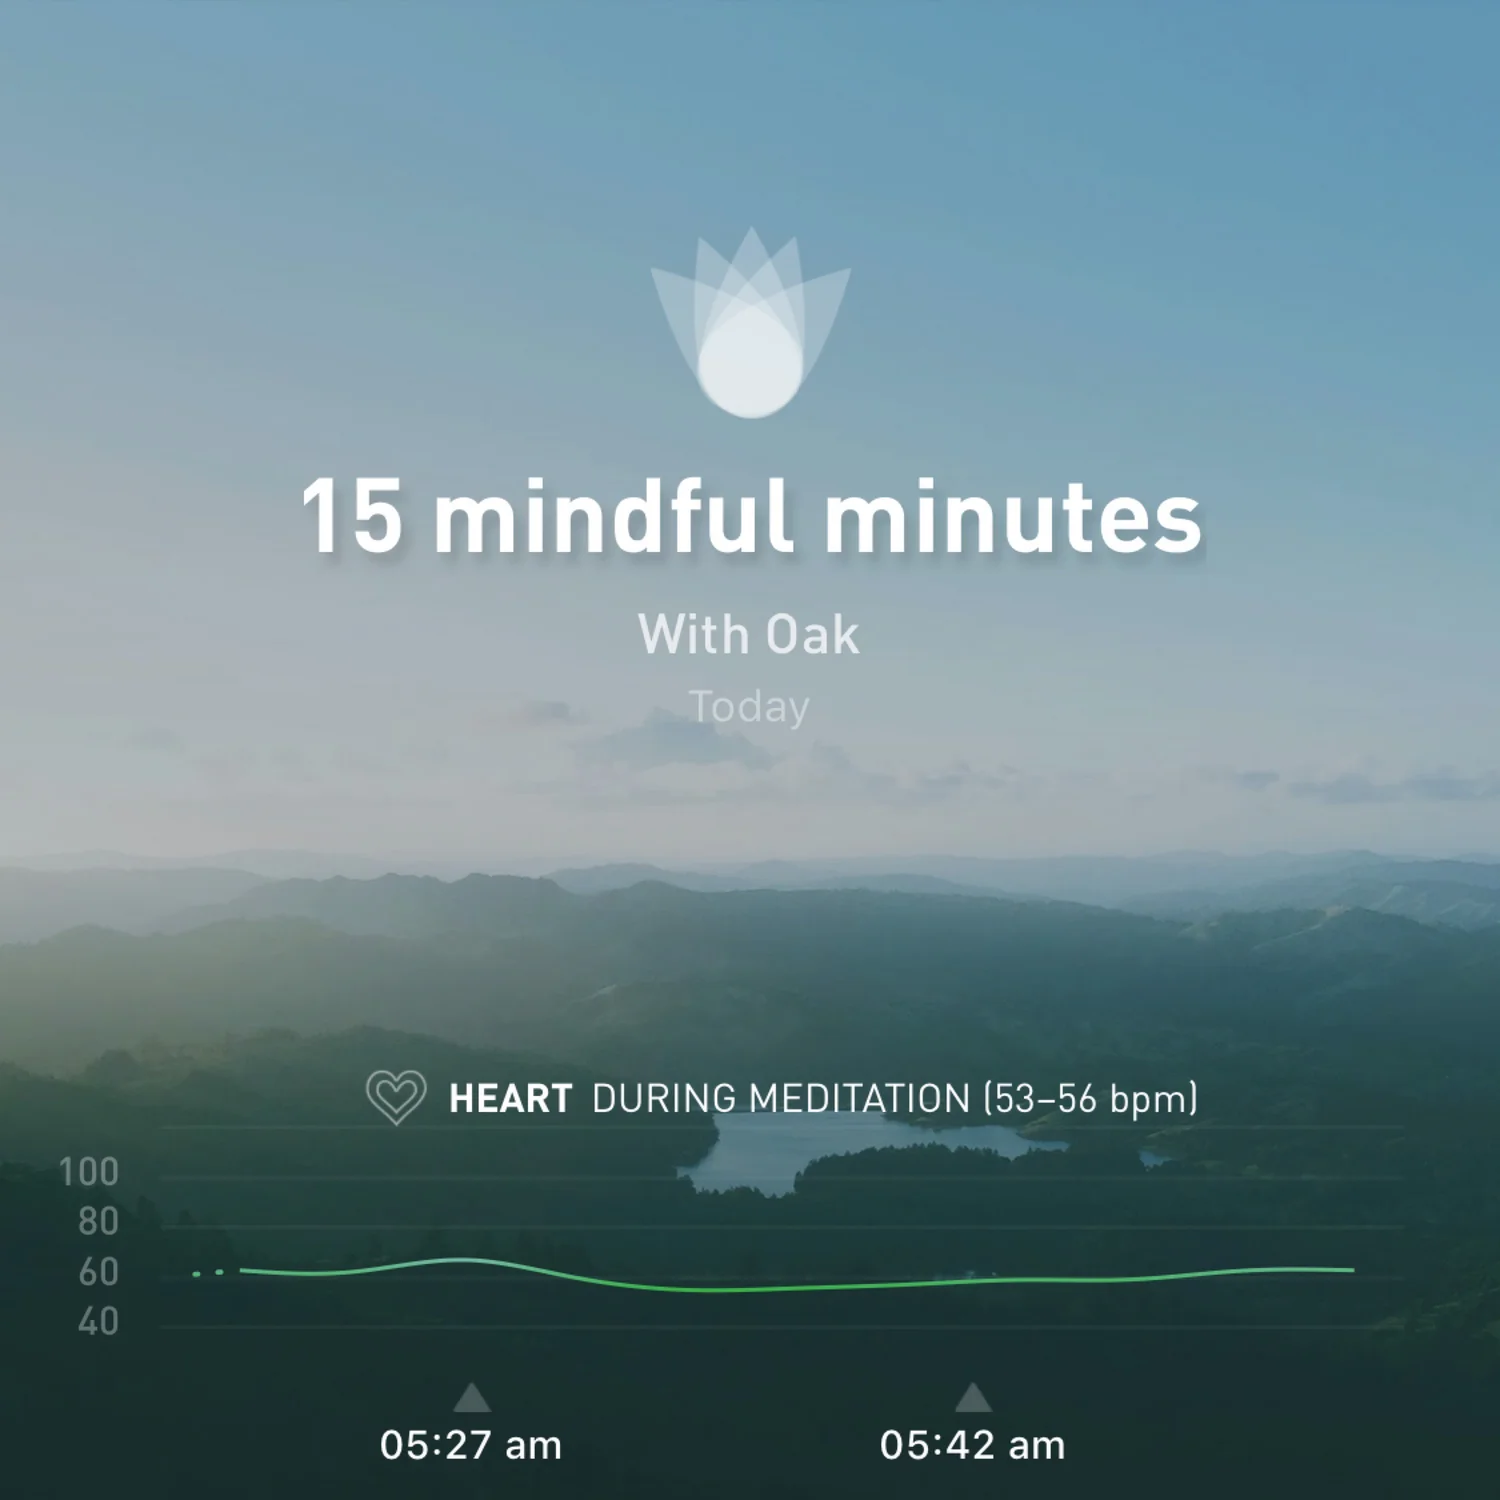 15 mindful minutes
With Oak
Today
HEART DURING MEDITATION (53–56 bpm)
100
80
60
40
05:27 am 05:42 am